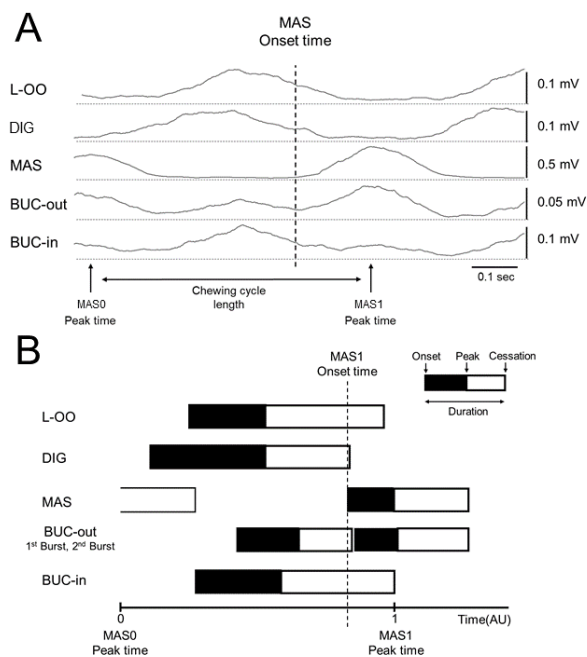 A
MAS
Onset time
L-OO
0.1 mV
DIG
0.1 mV
MAS
0.5 mV
BUC-out
0.05 mV
BUC-in
0.1 mV
Chewing cycle
length
0.1 sec
MAS0
Peak time
MAS1
Peak time
B
MAS1
Onset time
Onset Peak Cessation
Duration
L-OO
DIG
MAS
BUC-out
1st Burst, 2nd Burst
BUC-in
0 1 Time(AU)
MAS0
Peak time
MAS1
Peak time